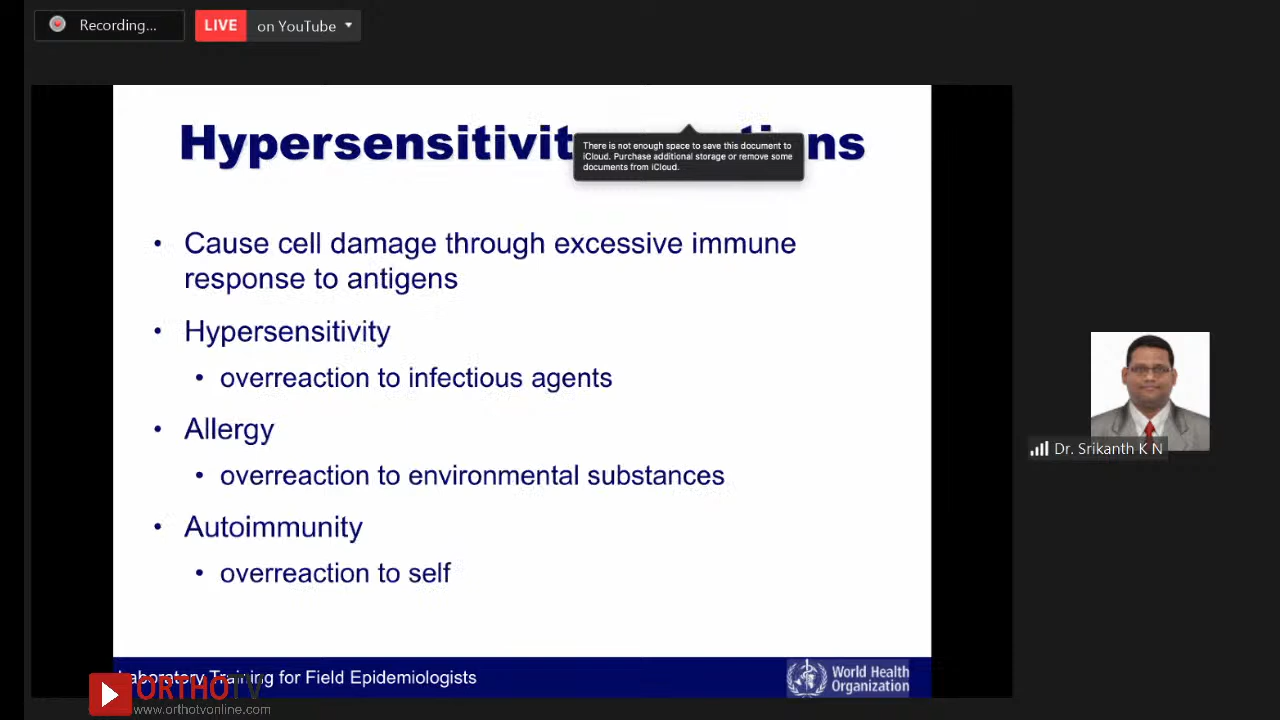 Recording...
LIVE on YouTube
Hypersensitivit tions
There is not enough space to save this document to
iCloud. Purchase additional storage or remove some
documents from iCloud.
• Cause cell damage through excessive immune
response to antigens
• Hypersensitivity
• overreaction to infectious agents
• Allergy
• overreaction to environmental substances
• Autoimmunity
• overreaction to self
Dr. Srikanth K N
Laboratory Training for Field Epidemiologists
World Health
Organization
ORTHOTV
www.orthotvonline.com